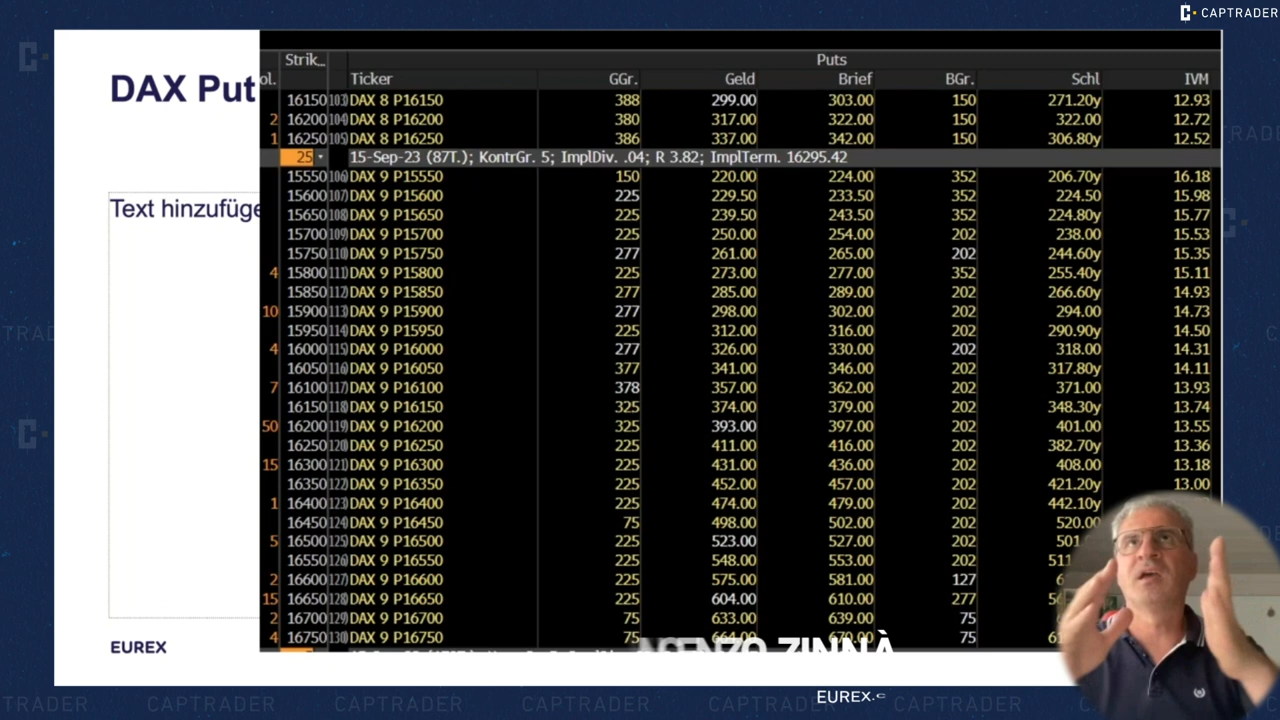 CAPTRADER
DAX Put
Text hinzufüge
Strik... Puts
ol. Ticker GGr. Geld Brief BGr. Schl IVM
16150 103) DAX 8 P16150 388 299.00 303.00 150 271.20y 12.93
2 16200 104) DAX 8 P16200 380 317.00 322.00 150 322.00 12.72
1 16250 105) DAX 8 P16250 386 337.00 342.00 150 306.80y 12.52
25 15-Sep-23 (87T.); KontrGr. 5; ImplDiv. .04; R 3.82; ImplTerm. 16295.42
15550 106) DAX 9 P15550 150 220.00 224.00 352 206.70y 16.18
15600 107) DAX 9 P15600 225 229.50 233.50 352 224.50 15.98
15650 108) DAX 9 P15650 225 239.50 243.50 352 224.80y 15.77
15700 109) DAX 9 P15700 225 250.00 254.00 202 238.00 15.53
15750 110) DAX 9 P15750 277 261.00 265.00 202 244.60y 15.35
4 15800 111) DAX 9 P15800 225 273.00 277.00 352 255.40y 15.11
15850 112) DAX 9 P15850 277 285.00 289.00 202 266.60y 14.93
10 15900 113) DAX 9 P15900 277 298.00 302.00 202 294.00 14.73
15950 114) DAX 9 P15950 225 312.00 316.00 202 290.90y 14.50
4 16000 115) DAX 9 P16000 277 326.00 330.00 202 318.00 14.31
16050 116) DAX 9 P16050 377 341.00 346.00 202 317.80y 14.11
7 16100 117) DAX 9 P16100 378 357.00 362.00 202 371.00 13.93
16150 118) DAX 9 P16150 325 374.00 379.00 202 348.30y 13.74
50 16200 119) DAX 9 P16200 325 393.00 397.00 202 401.00 13.55
16250 120) DAX 9 P16250 225 411.00 416.00 202 382.70y 13.36
15 16300 121) DAX 9 P16300 225 431.00 436.00 202 408.00 13.18
16350 122) DAX 9 P16350 225 452.00 457.00 202 421.20y 13.00
1 16400 123) DAX 9 P16400 225 474.00 479.00 202 442.10y
16450 124) DAX 9 P16450 75 498.00 502.00 202 520.00
5 16500 125) DAX 9 P16500 225 523.00 527.00 202 501
16550 126) DAX 9 P16550 225 548.00 553.00 202 511
2 16600 127) DAX 9 P16600 225 575.00 581.00 127 6
15 16650 128) DAX 9 P16650 225 604.00 610.00 277
2 16700 129) DAX 9 P16700 75 633.00 639.00 75
4 16750 130) DAX 9 P16750 75 664.00 670.00 75
ZINNÀ
EUREX
EUREX
TRADER CAPTRADER CAPTRADER CAPTRADER CAPTRADER CAPTRADER